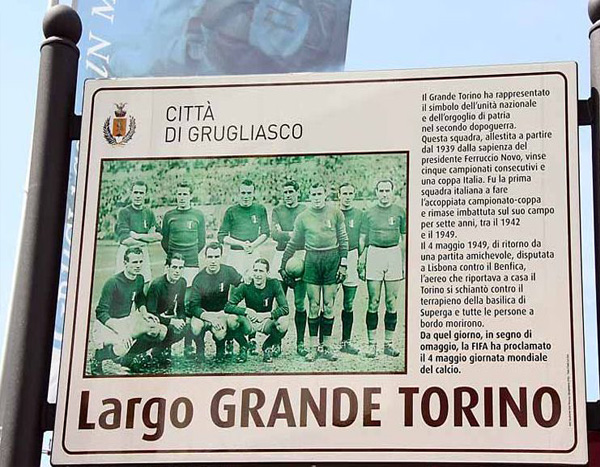 CITTÀ
DI GRUGLIASCO
Il Grande Torino ha rappresentato
il simbolo dell'unità nazionale
e dell'orgoglio di patria
nel secondo dopoguerra.
Questa squadra, allestita a partire
dal 1939 dalla sapienza del
presidente Ferruccio Novo, vinse
cinque campionati consecutivi e
una coppa Italia. Fu la prima
squadra italiana a fare
l'accoppiata campionato-coppa
e rimase imbattuta sul suo campo
per sette anni, tra il 1942
e il 1949.
Il 4 maggio 1949, di ritorno da
una partita amichevole, disputata
a Lisbona contro il Benfica,
l'aereo che riportava a casa il
Torino si schiantò contro il
terrapieno della basilica di
Superga e tutte le persone a
bordo morirono.
Da quel giorno, in segno di
omaggio, la FIFA ha proclamato
il 4 maggio giornata mondiale
del calcio.
Largo GRANDE TORINO